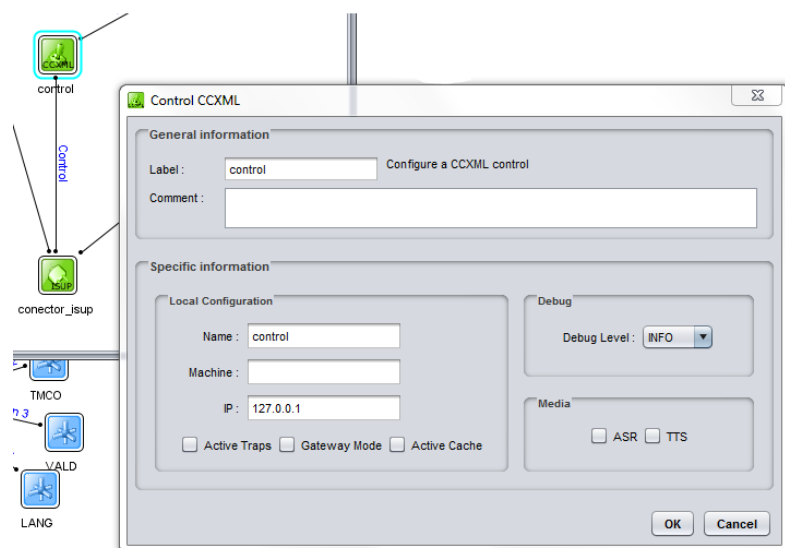 CCXML
control
Control
ISUP
conector_isup
TMCO
n 3
VALD
LANG
Control CCXML
General information
Label : control Configure a CCXML control
Comment :
Specific information
Local Configuration
Name : control
Machine :
IP : 127.0.0.1
Active Traps Gateway Mode Active Cache
Debug
Debug Level : INFO
Media
ASR TTS
OK Cancel